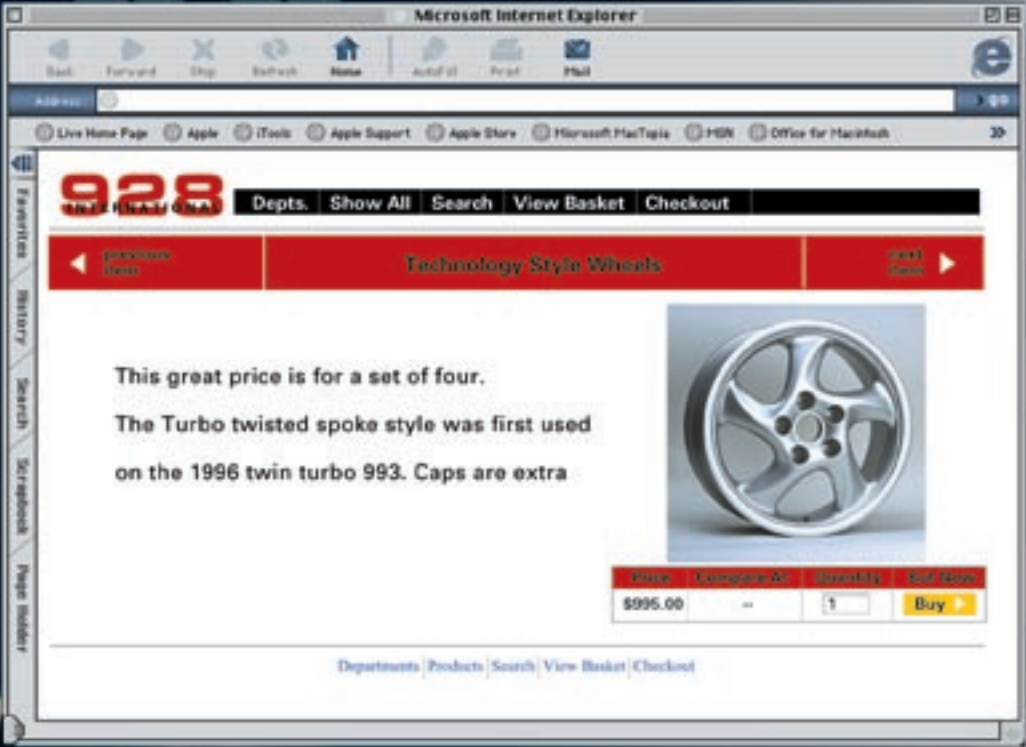 Microsoft Internet Explorer
Back Forward Stop Refresh Home AutoFill Print Mail
Address go
Live Home Page Apple iTools Apple Support Apple Store Microsoft MacTopia MSN Office for Macintosh
Favorites
History
Search
Scrapbook
Page Holder
928
INTERNATIONAL
Depts. Show All Search View Basket Checkout
previous
item
Technology Style Wheels
next
item
This great price is for a set of four.
The Turbo twisted spoke style was first used
on the 1996 twin turbo 993. Caps are extra
Price Compare At Quantity Buy Now
$995.00 -- 1 Buy
Departments Products Search View Basket Checkout